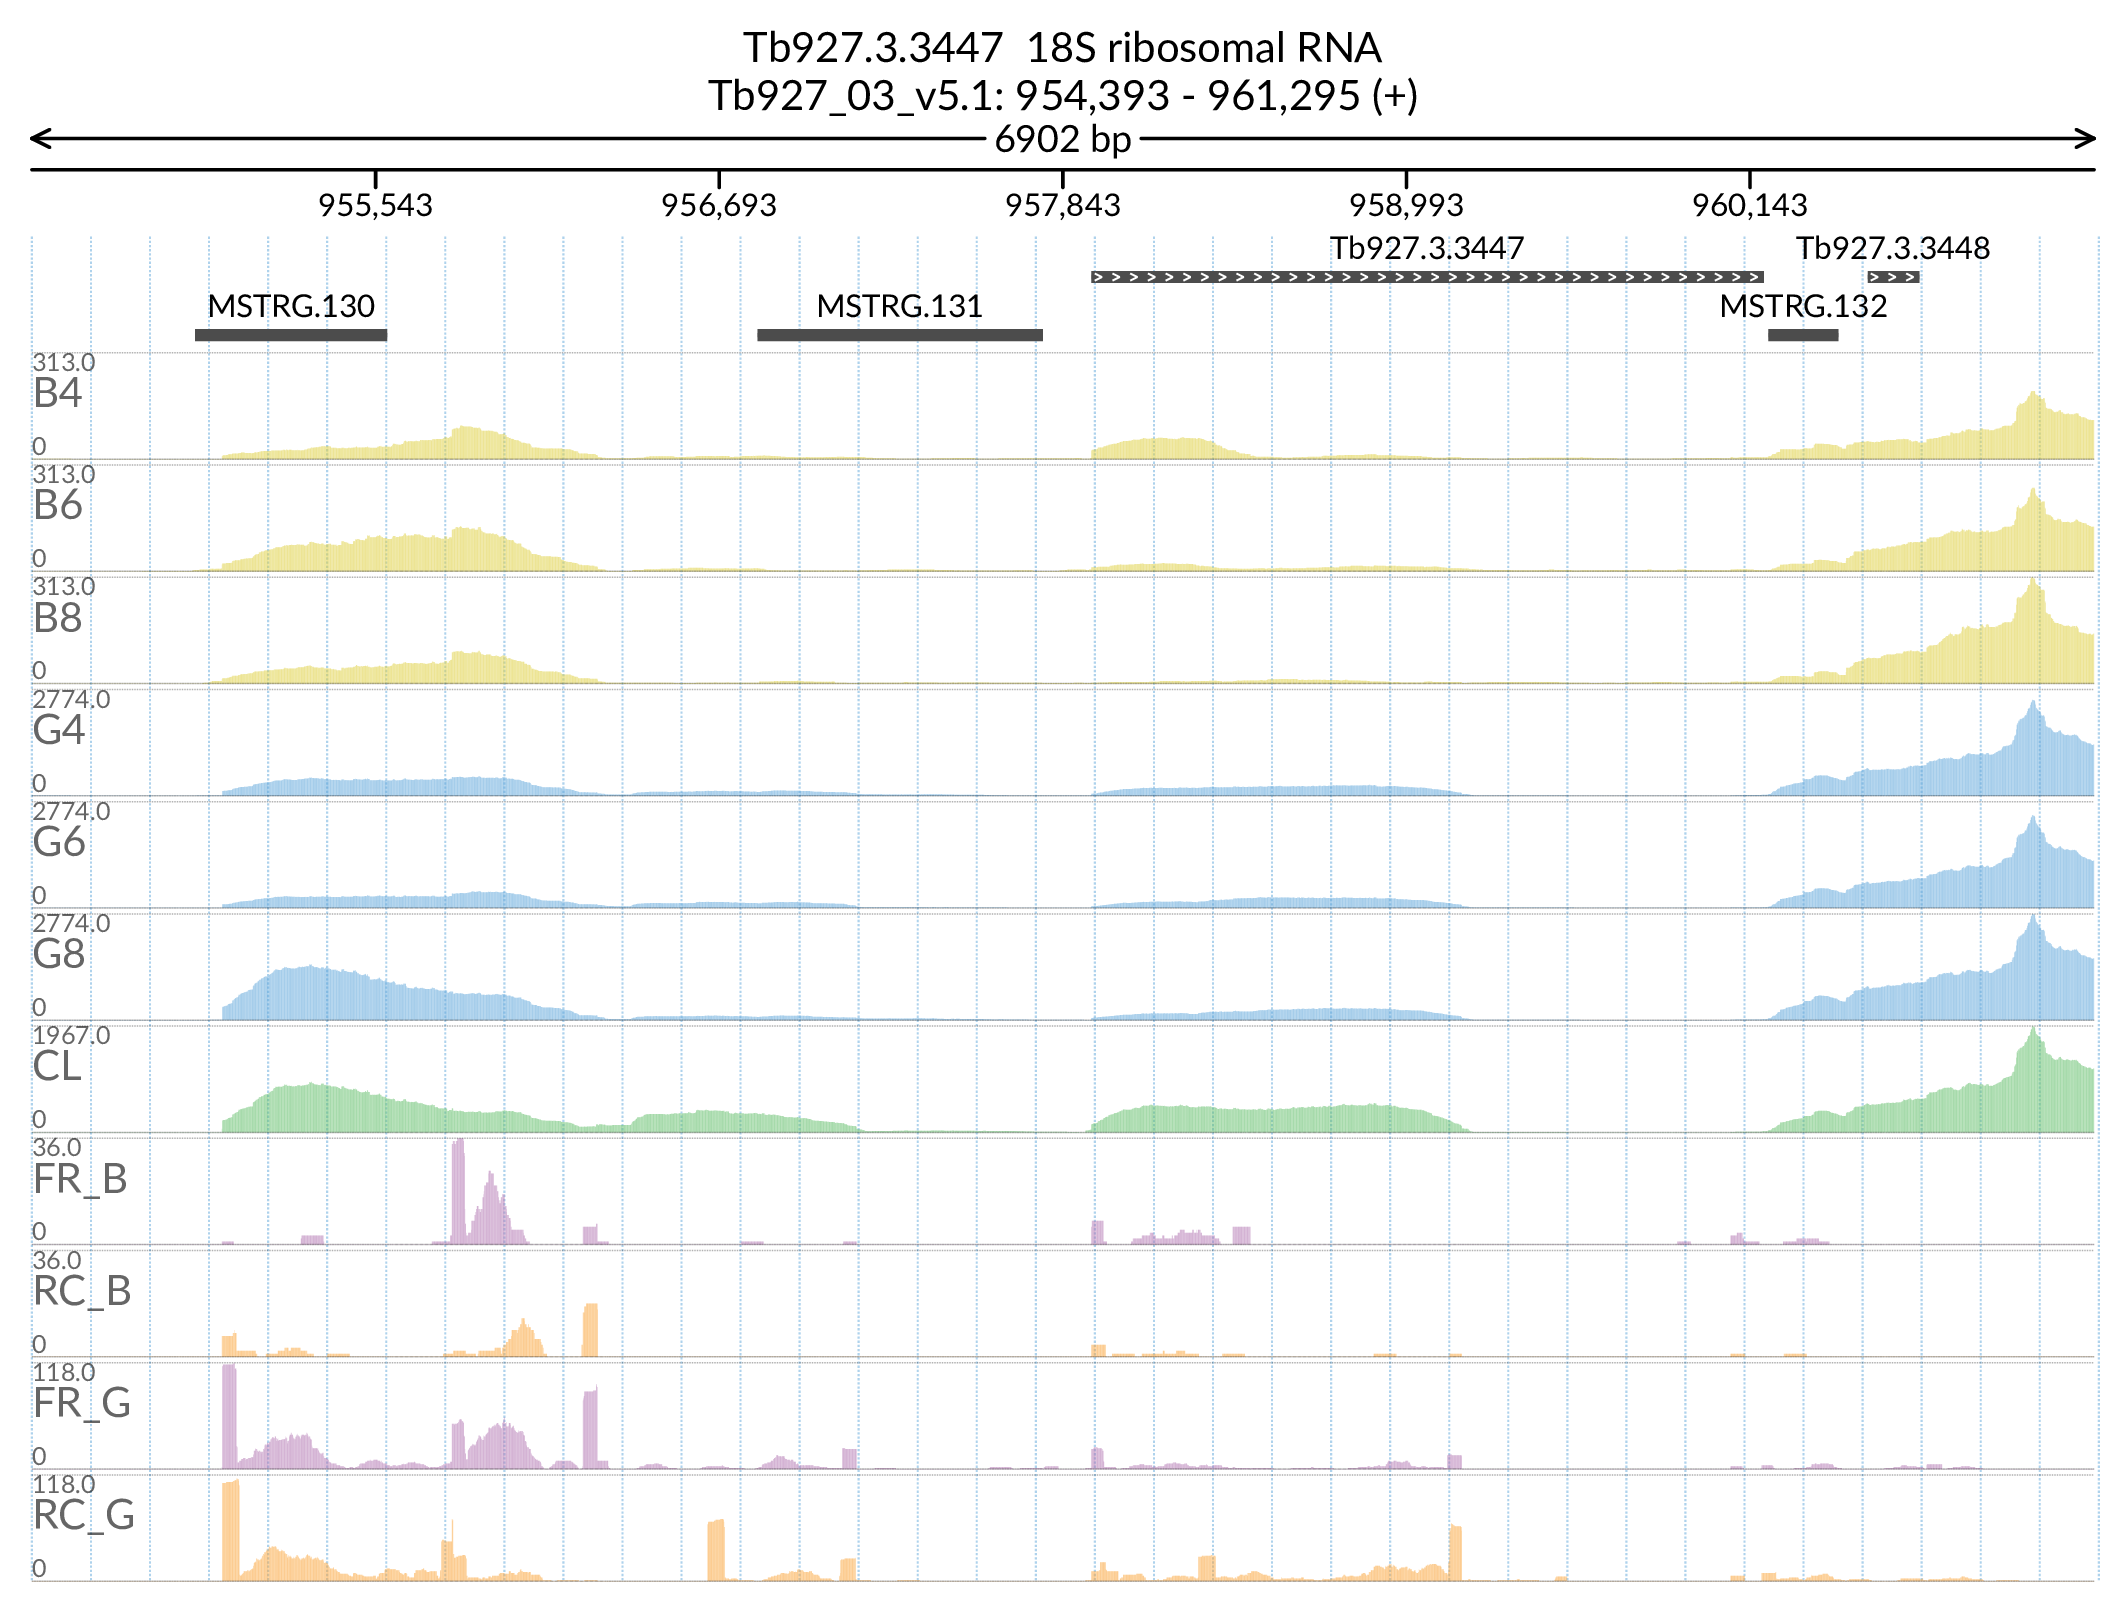 Tb927.3.3447 18S ribosomal RNA
Tb927_03_v5.1: 954,393 - 961,295 (+)
6902 bp
955,543 956,693 957,843 958,993 960,143
Tb927.3.3447 Tb927.3.3448
MSTRG.130 MSTRG.131 MSTRG.132
313.0
B4
0
313.0
B6
0
313.0
B8
0
2774.0
G4
0
2774.0
G6
0
2774.0
G8
0
1967.0
CL
0
36.0
FR_B
0
36.0
RC_B
0
118.0
FR_G
0
118.0
RC_G
0